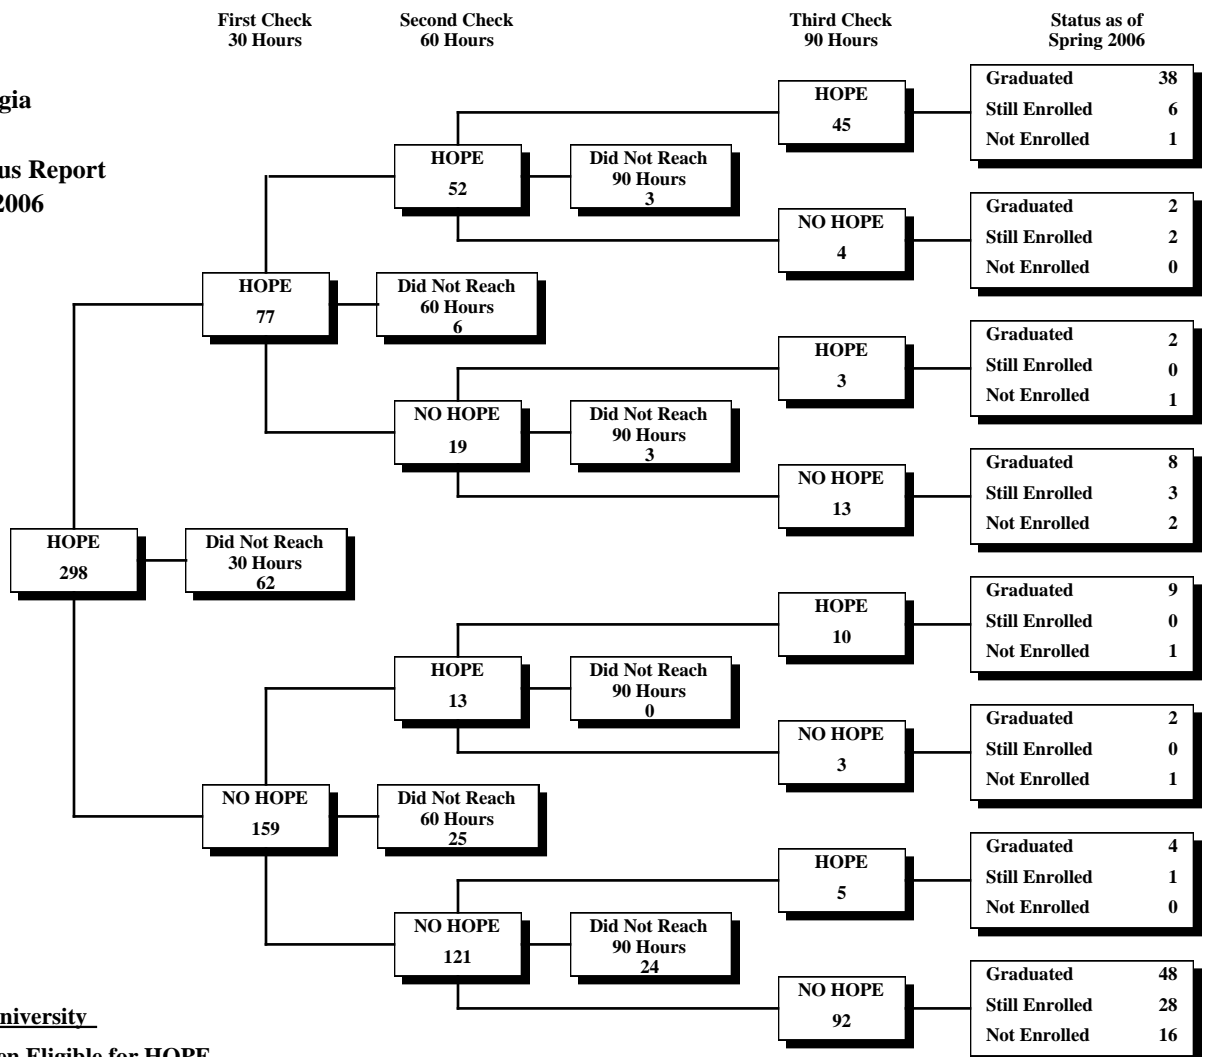 First Check
30 Hours
Second Check
60 Hours
Third Check
90 Hours
Status as of
Spring 2006
gia
us Report
2006
HOPE
298
Did Not Reach
30 Hours
62
HOPE
77
Did Not Reach
60 Hours
6
NO HOPE
159
Did Not Reach
60 Hours
25
HOPE
52
Did Not Reach
90 Hours
3
NO HOPE
19
Did Not Reach
90 Hours
3
HOPE
13
Did Not Reach
90 Hours
0
NO HOPE
121
Did Not Reach
90 Hours
24
HOPE
45
Graduated 38
Still Enrolled 6
Not Enrolled 1
NO HOPE
4
Graduated 2
Still Enrolled 2
Not Enrolled 0
HOPE
3
Graduated 2
Still Enrolled 0
Not Enrolled 1
NO HOPE
13
Graduated 8
Still Enrolled 3
Not Enrolled 2
HOPE
10
Graduated 9
Still Enrolled 0
Not Enrolled 1
NO HOPE
3
Graduated 2
Still Enrolled 0
Not Enrolled 1
HOPE
5
Graduated 4
Still Enrolled 1
Not Enrolled 0
NO HOPE
92
Graduated 48
Still Enrolled 28
Not Enrolled 16
niversity
en Eligible for HOPE